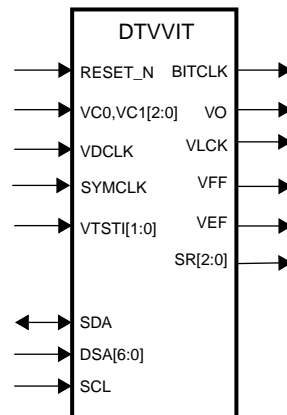 DTVVIT
RESET_N BITCLK
VC0,VC1[2:0] VO
VDCLK VLCK
SYMCLK VFF
VTSTI[1:0] VEF
SR[2:0]
SDA
DSA[6:0]
SCL